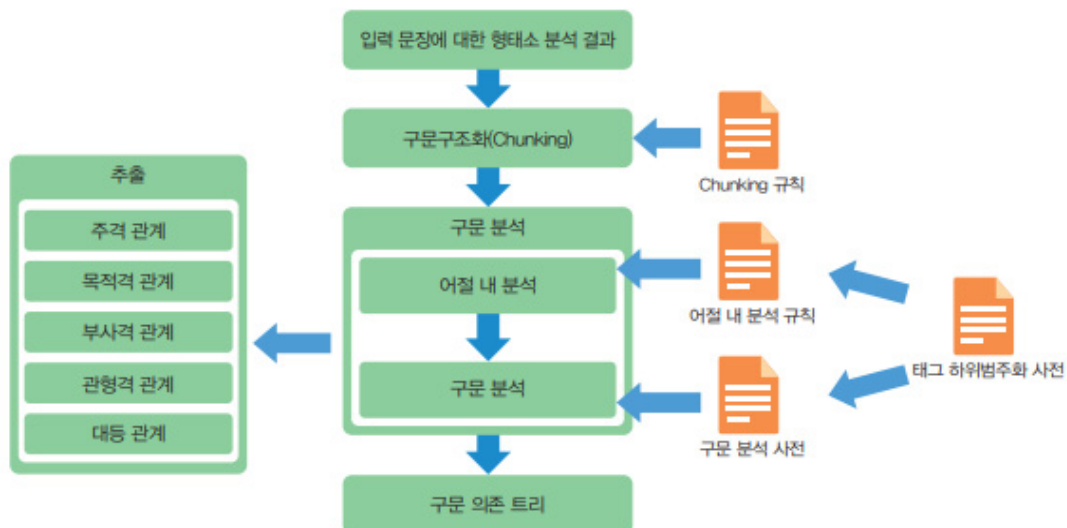 입력 문장에 대한 형태소 분석 결과
구문구조화(Chunking)
Chunking 규칙
추출
주격 관계
목적격 관계
부사격 관계
관형격 관계
대등 관계
구문 분석
어절 내 분석
구문 분석
어절 내 분석 규칙
태그 하위범주화 사전
구문 분석 사전
구문 의존 트리